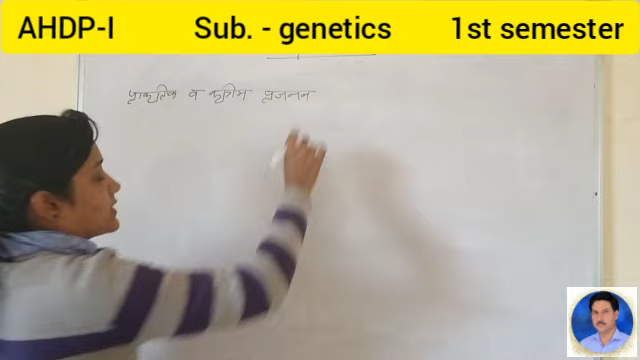 AHDP-I Sub. - genetics 1st semester
प्राकृतिक व कृत्रिम प्रजनन